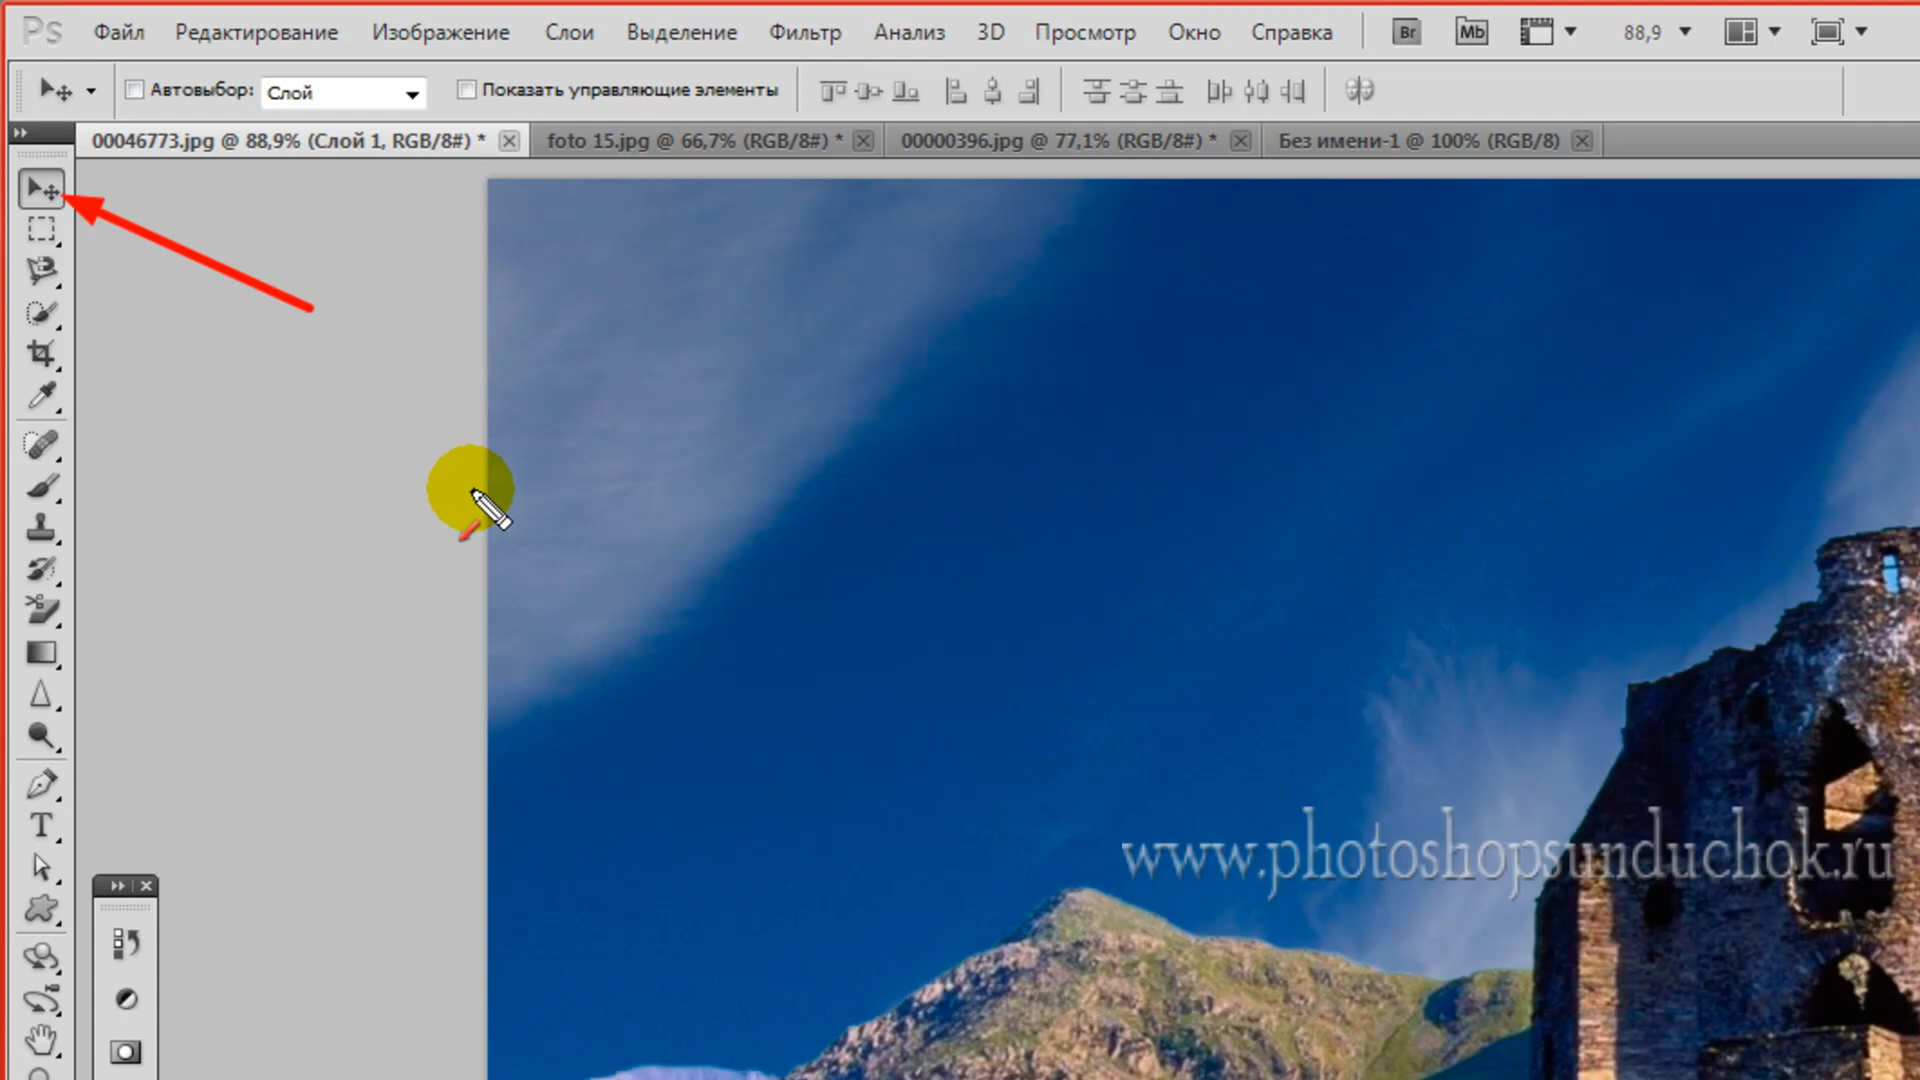 Ps Файл Редактирование Изображение Слои Выделение Фильтр Анализ 3D Просмотр Окно Справка Br Mb 88,9
Автовыбор: Слой Показать управляющие элементы
00046773.jpg @ 88,9% (Слой 1, RGB/8#) * foto 15.jpg @ 66,7% (RGB/8#) * 00000396.jpg @ 77,1% (RGB/8#) * Без имени-1 @ 100% (RGB/8)
T
www.photoshopsunduchok.ru